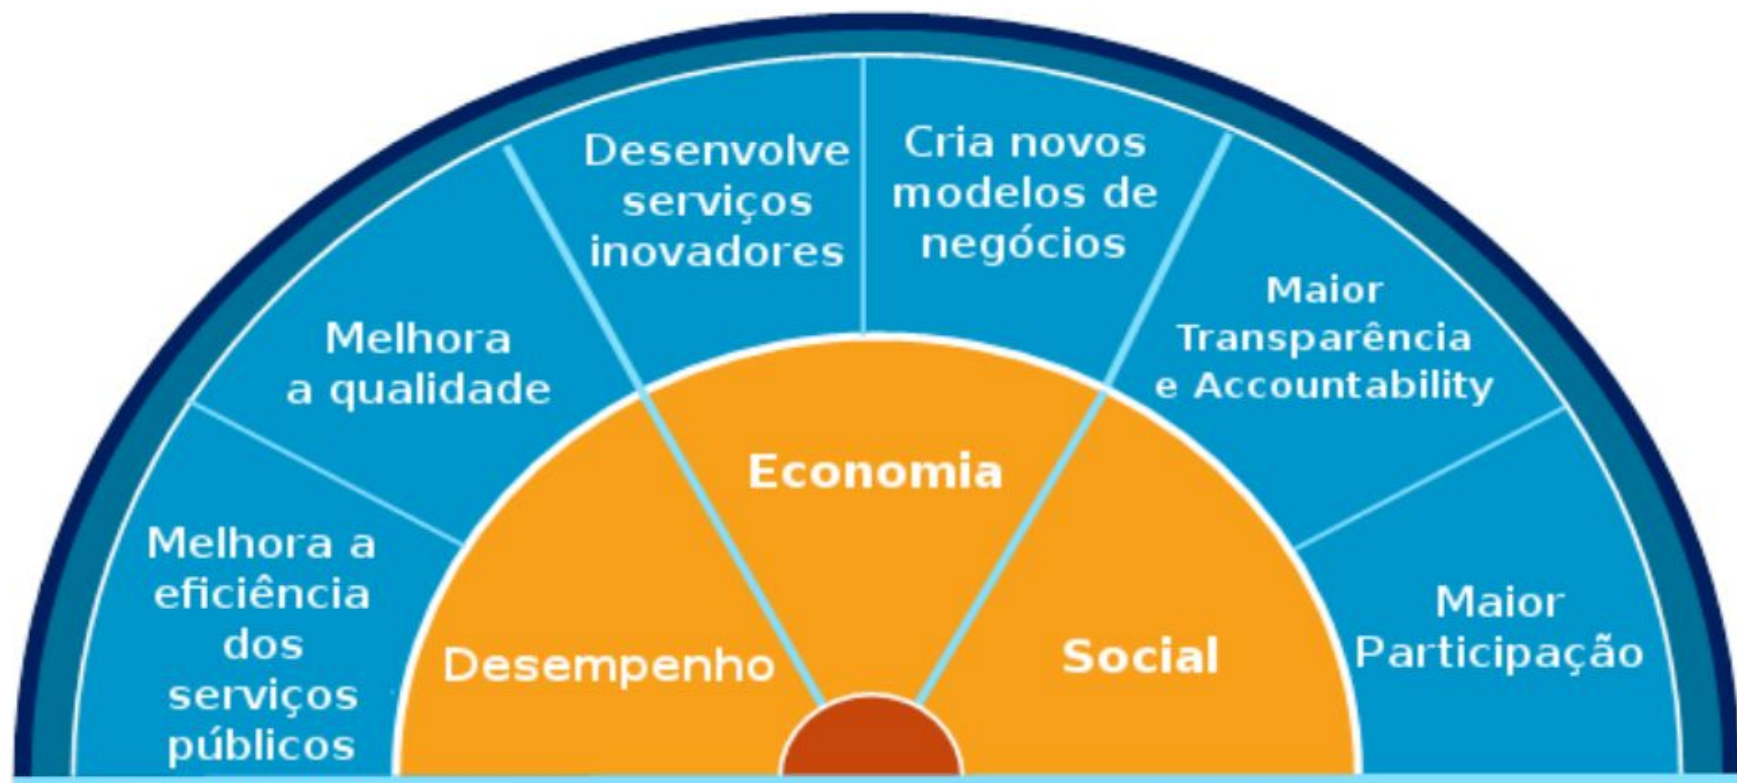 Desenvolve
serviços
inovadores
Cria novos
modelos de
negócios
Melhora
a qualidade
Maior
Transparência
e Accountability
Melhora a
eficiência
dos
serviços
públicos
Maior
Participação
Desempenho
Economia
Social